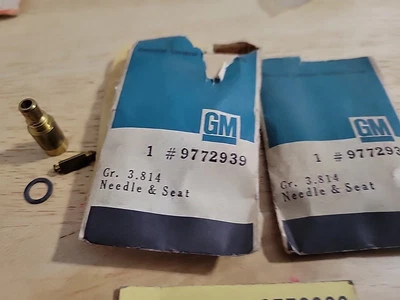 GM
1 # 9772939
Gr. 3.814
Needle & Seat
GM
1 # 977293
Gr. 3.814
Needle & Seat